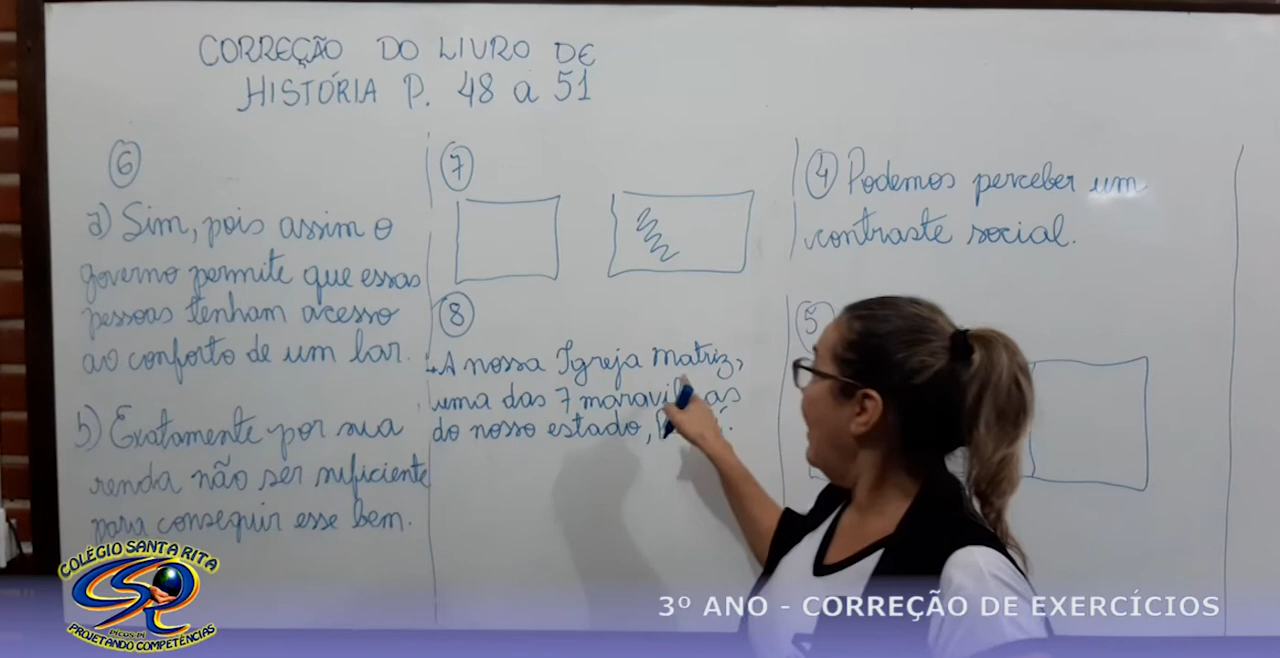 CORREÇÃO DO LIVRO DE
HISTÓRIA P. 48 a 51
6
a) Sim, pois assim o
governo permite que essas
pessoas tenham acesso
ao conforto de um lar.
b) Exatamente por sua
renda não ser suficiente
para conseguir esse bem.
7
8
A nossa Igreja matriz,
uma das 7
do nosso estado,
4 Podemos perceber um
contraste social.
5
COLÉGIO SANTA RITA
CSR
PICOS-PI
PROJETANDO COMPETÊNCIAS
3º ANO - CORREÇÃO DE EXERCÍCIOS